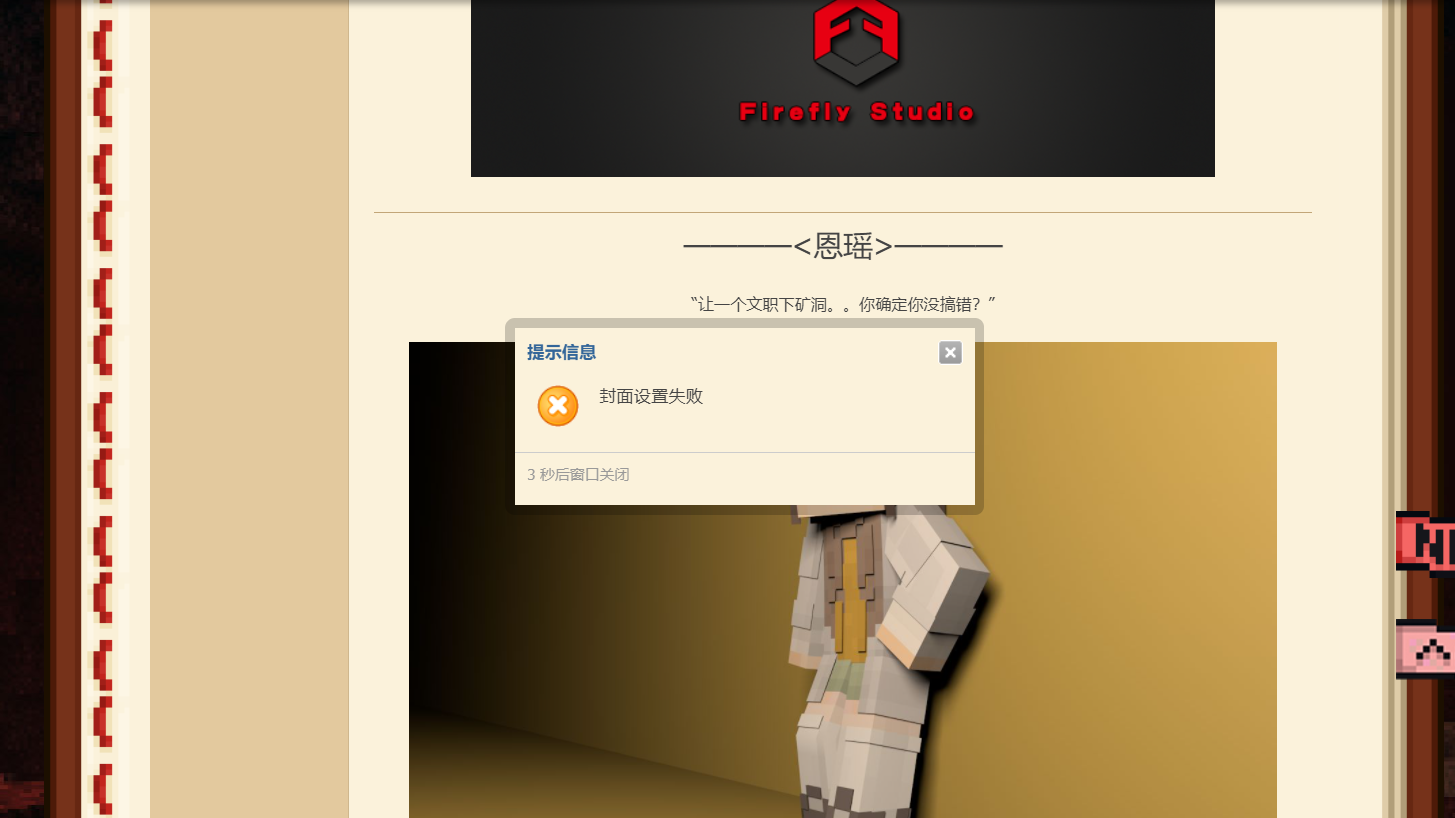 Firefly Studio
————<恩瑶>————
“让一个文职下矿洞。。你确定你没搞错？”
提示信息
封面设置失败
3 秒后窗口关闭